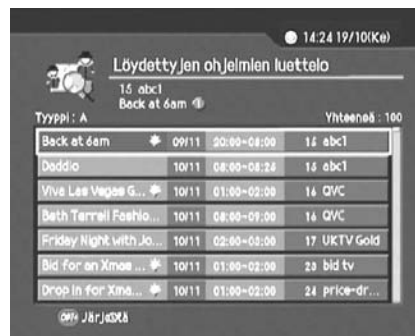 14:24 19/10(Ke)
Löydettyjen ohjelmien luettelo
15 abc1
Back at 6am
Tyyppi : A Yhteensä : 100
Back at 6am 09/11 20:00~08:00 15 abc1
Daddio 10/11 08:00~08:25 15 abc1
Viva Las Vegas G... 10/11 01:00~02:00 16 QVC
Beth Terrell Fashio... 10/11 08:00~09:00 16 QVC
Friday Night with Jo... 10/11 02:00~03:00 17 UKTV Gold
Bid for an Xmas ... 10/11 01:00~02:00 23 bid tv
Drop in for Xma... 10/11 01:00~02:00 24 price-dr...
OPT+ Järjestä